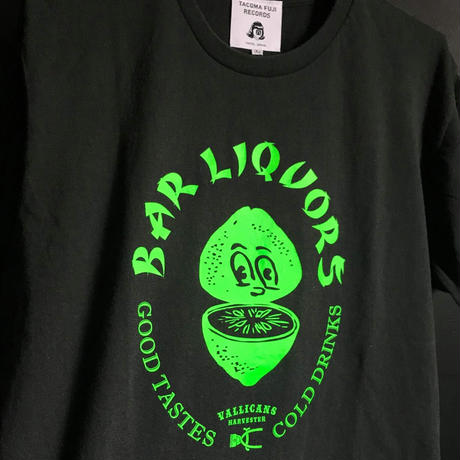 TACOMA FUJI
RECORDS
BAR LIQUORS
GOOD TASTES
COLD DRINKS
VALLICANS
HARVESTER